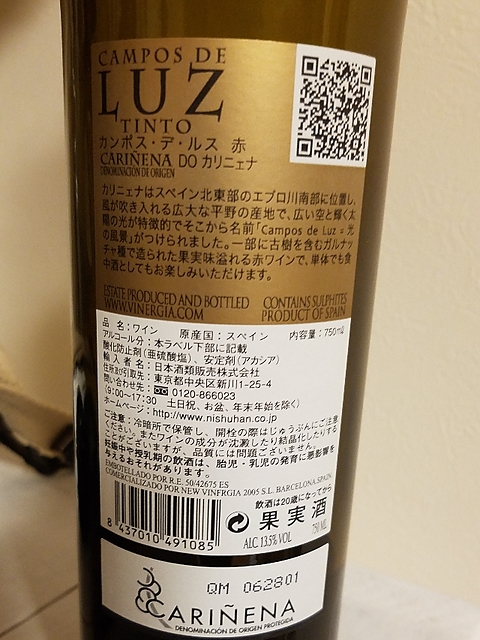 CAMPOS DE
LUZ
TINTO
カンポス・デ・ルス 赤
CARIÑENA DO カリニェナ
DENOMINACIÓN DE ORIGEN
カリニェナはスペイン北東部のエブロ川南部に位置し、
風が吹き入れる広大な平野の産地で、広い空と輝く太
陽の光が特徴的でそこから名前「Campos de Luz = 光
の風景」がつけられました。一部に古樹を含むガルナッ
チャ種で造られた果実味溢れる赤ワインで、単体でも食
中酒としてもお楽しみいただけます。
ESTATE PRODUCED AND BOTTLED CONTAINS SULPHITES
WWW.VINERGIA.COM PRODUCT OF SPAIN
品 名：ワイン 原産国：スペイン 内容量：750mL
アルコール分：本ラベル下部に記載
酸化防止剤（亜硫酸塩）、安定剤（アカシア）
輸 入 者 名：日本酒類販売株式会社
住所及び引取先：東京都中央区新川1-25-4
問い合わせ先：0120-866023
（9：00～17：30 土日祝、お盆、年末年始を除く）
ホームページ：http://www.nishuhan.co.jp
ご注意：冷暗所で保管し、開栓の際はじゅうぶんにご注意
ください。またワインの成分が沈澱したり結晶化したりする
ことがございますが、品質には問題ございません。
妊娠中や授乳期の飲酒は、胎児・乳児の発育に悪影響を
与えるおそれがあります。
EMBOTELLADO POR R.E. 50/42675 ES
COMERCIALIZADO POR NEW VINERGIA 2005 S.L. BARCELONA, SPAIN
飲酒は20歳になってから
果実酒
750 ML
ALC 13.5% VOL
8 437010 491085
QM 062801
CARIÑENA
DENOMINACIÓN DE ORIGEN PROTEGIDA